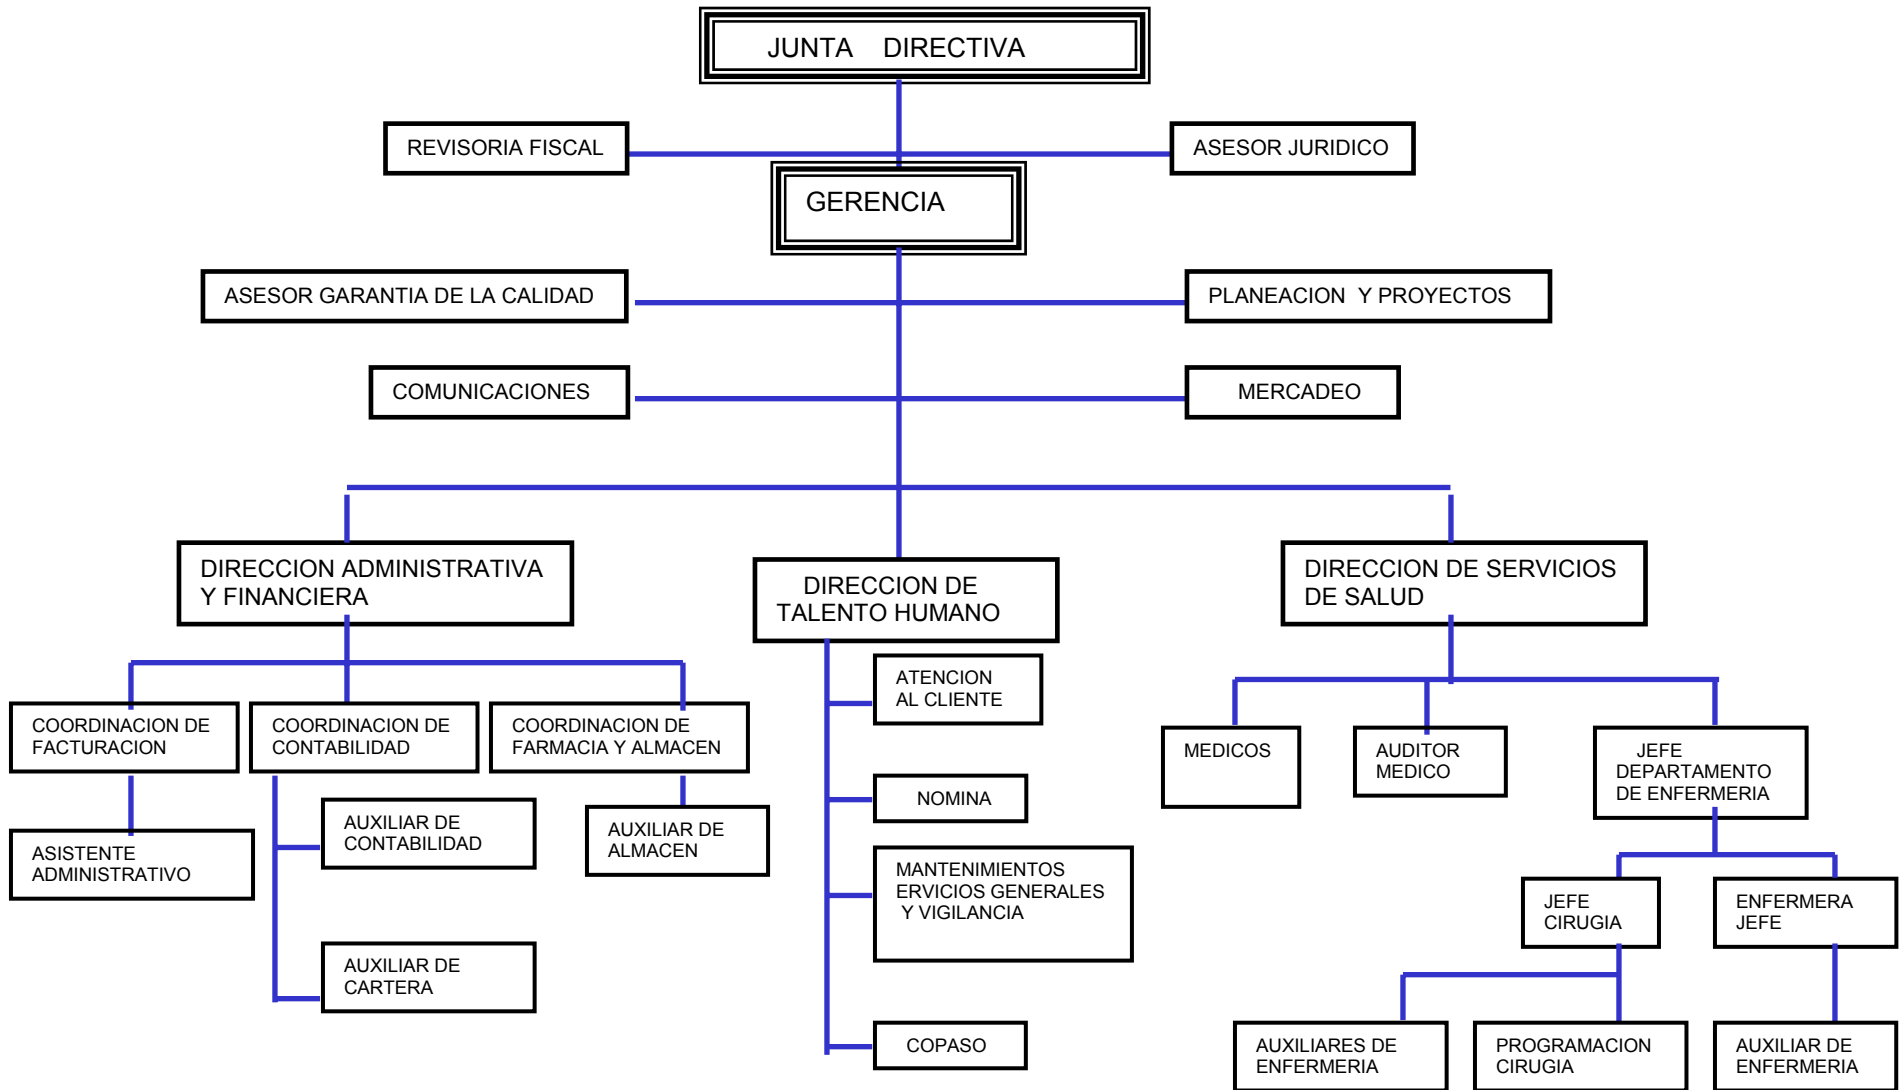 JUNTA DIRECTIVA
REVISORIA FISCAL
ASESOR JURIDICO
GERENCIA
ASESOR GARANTIA DE LA CALIDAD
PLANEACION Y PROYECTOS
COMUNICACIONES
MERCADEO
DIRECCION ADMINISTRATIVA
Y FINANCIERA
DIRECCION DE
TALENTO HUMANO
DIRECCION DE SERVICIOS
DE SALUD
COORDINACION DE
FACTURACION
COORDINACION DE
CONTABILIDAD
COORDINACION DE
FARMACIA Y ALMACEN
ATENCION
AL CLIENTE
MEDICOS
AUDITOR
MEDICO
JEFE
DEPARTAMENTO
DE ENFERMERIA
ASISTENTE
ADMINISTRATIVO
AUXILIAR DE
CONTABILIDAD
AUXILIAR DE
ALMACEN
NOMINA
MANTENIMIENTOS
ERVICIOS GENERALES
Y VIGILANCIA
JEFE
CIRUGIA
ENFERMERA
JEFE
AUXILIAR DE
CARTERA
COPASO
AUXILIARES DE
ENFERMERIA
PROGRAMACION
CIRUGIA
AUXILIAR DE
ENFERMERIA